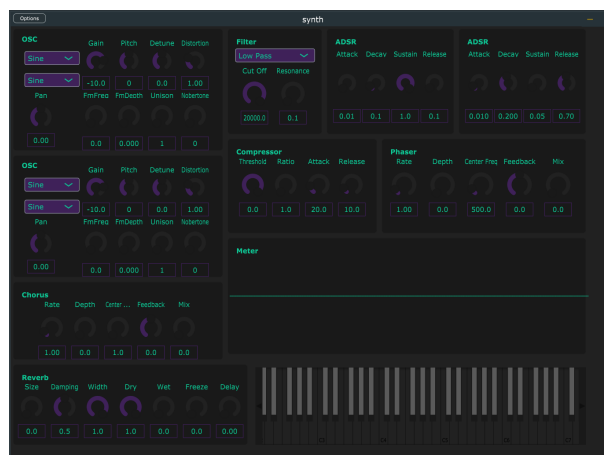 Options
synth
OSC
Gain Pitch Detune Distortion
Sine
Sine
-10.0 0 0.0 1.00
Pan FmFreq FmDepth Unison Notertone
0.00 0.0 0.000 1 0
OSC
Gain Pitch Detune Distortion
Sine
Sine
-10.0 0 0.0 1.00
Pan FmFreq FmDepth Unison Notertone
0.00 0.0 0.000 1 0
Chorus
Rate Depth Center ... Feedback Mix
1.00 0.0 1.0 0.0 0.0
Reverb
Size Damping Width Dry Wet Freeze Delay
0.0 0.5 1.0 1.0 0.0 0.0 0.00
Filter
Low Pass
Cut Off Resonance
20000.0 0.1
ADSR
Attack Decay Sustain Release
0.01 0.1 1.0 0.1
ADSR
Attack Decay Sustain Release
0.010 0.200 0.05 0.70
Compressor
Threshold Ratio Attack Release
0.0 1.0 20.0 10.0
Phaser
Rate Depth Center Freq Feedback Mix
1.00 0.0 500.0 0.0 0.0
Meter
C3 C4 C5 C6 C7